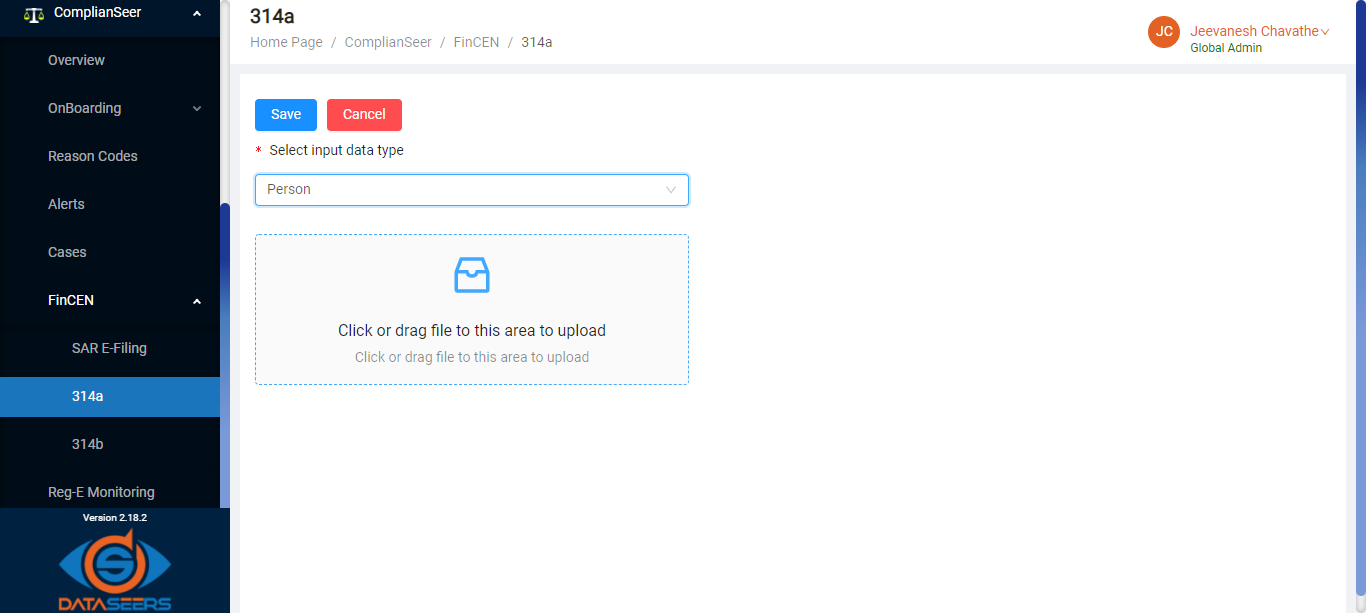 ComplianSeer
Overview
OnBoarding
Reason Codes
Alerts
Cases
FinCEN
SAR E-Filing
314a
314b
Reg-E Monitoring
Version 2.18.2
DATASEERS
314a
Home Page / ComplianSeer / FinCEN / 314a
JC
Jeevanesh Chavathe
Global Admin
Save
Cancel
* Select input data type
Person
Click or drag file to this area to upload
Click or drag file to this area to upload